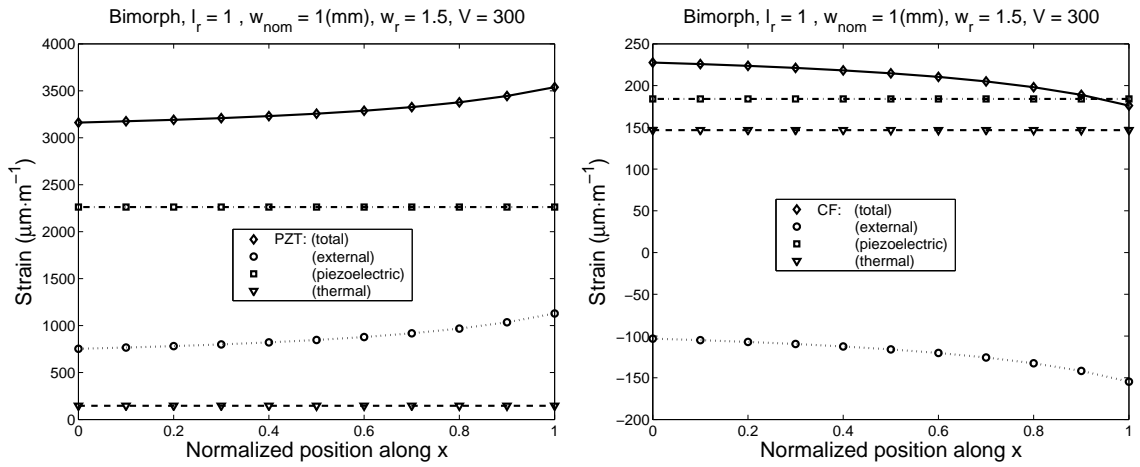 Bimorph, l_r = 1 , w_nom = 1(mm), w_r = 1.5, V = 300
4000
3500
3000
2500
2000
1500
1000
500
0
Strain (μm·m⁻¹)
PZT: (total)
(external)
(piezoelectric)
(thermal)
0 0.2 0.4 0.6 0.8 1
Normalized position along x
Bimorph, l_r = 1 , w_nom = 1(mm), w_r = 1.5, V = 300
250
200
150
100
50
0
−50
−100
−150
−200
Strain (μm·m⁻¹)
CF: (total)
(external)
(piezoelectric)
(thermal)
0 0.2 0.4 0.6 0.8 1
Normalized position along x